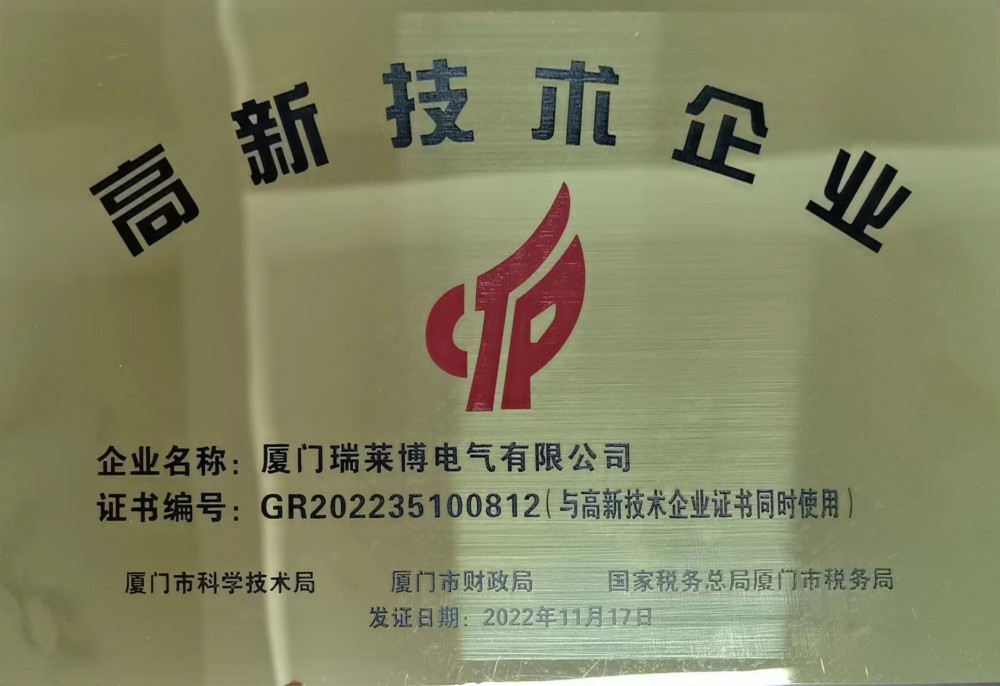 高新技术企业
企业名称：厦门瑞莱博电气有限公司
证书编号：GR202235100812（与高新技术企业证书同时使用）
厦门市科学技术局 厦门市财政局 国家税务总局厦门市税务局
发证日期：2022年11月17日